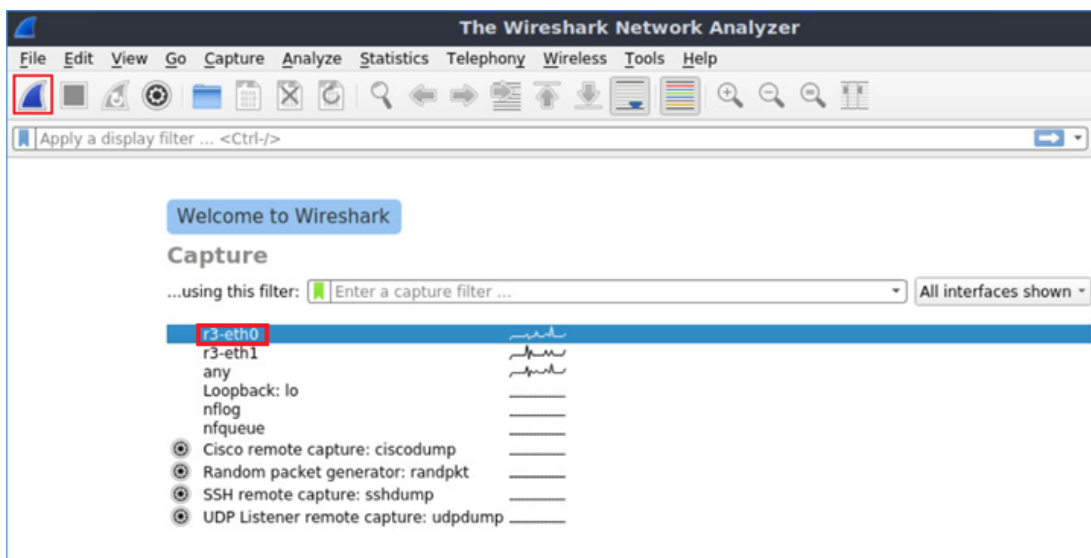 The Wireshark Network Analyzer
File Edit View Go Capture Analyze Statistics Telephony Wireless Tools Help
Apply a display filter ... <Ctrl-/>
Welcome to Wireshark
Capture
...using this filter: Enter a capture filter ... All interfaces shown
r3-eth0
r3-eth1
any
Loopback: lo
nflog
nfqueue
Cisco remote capture: ciscodump
Random packet generator: randpkt
SSH remote capture: sshdump
UDP Listener remote capture: udpdump